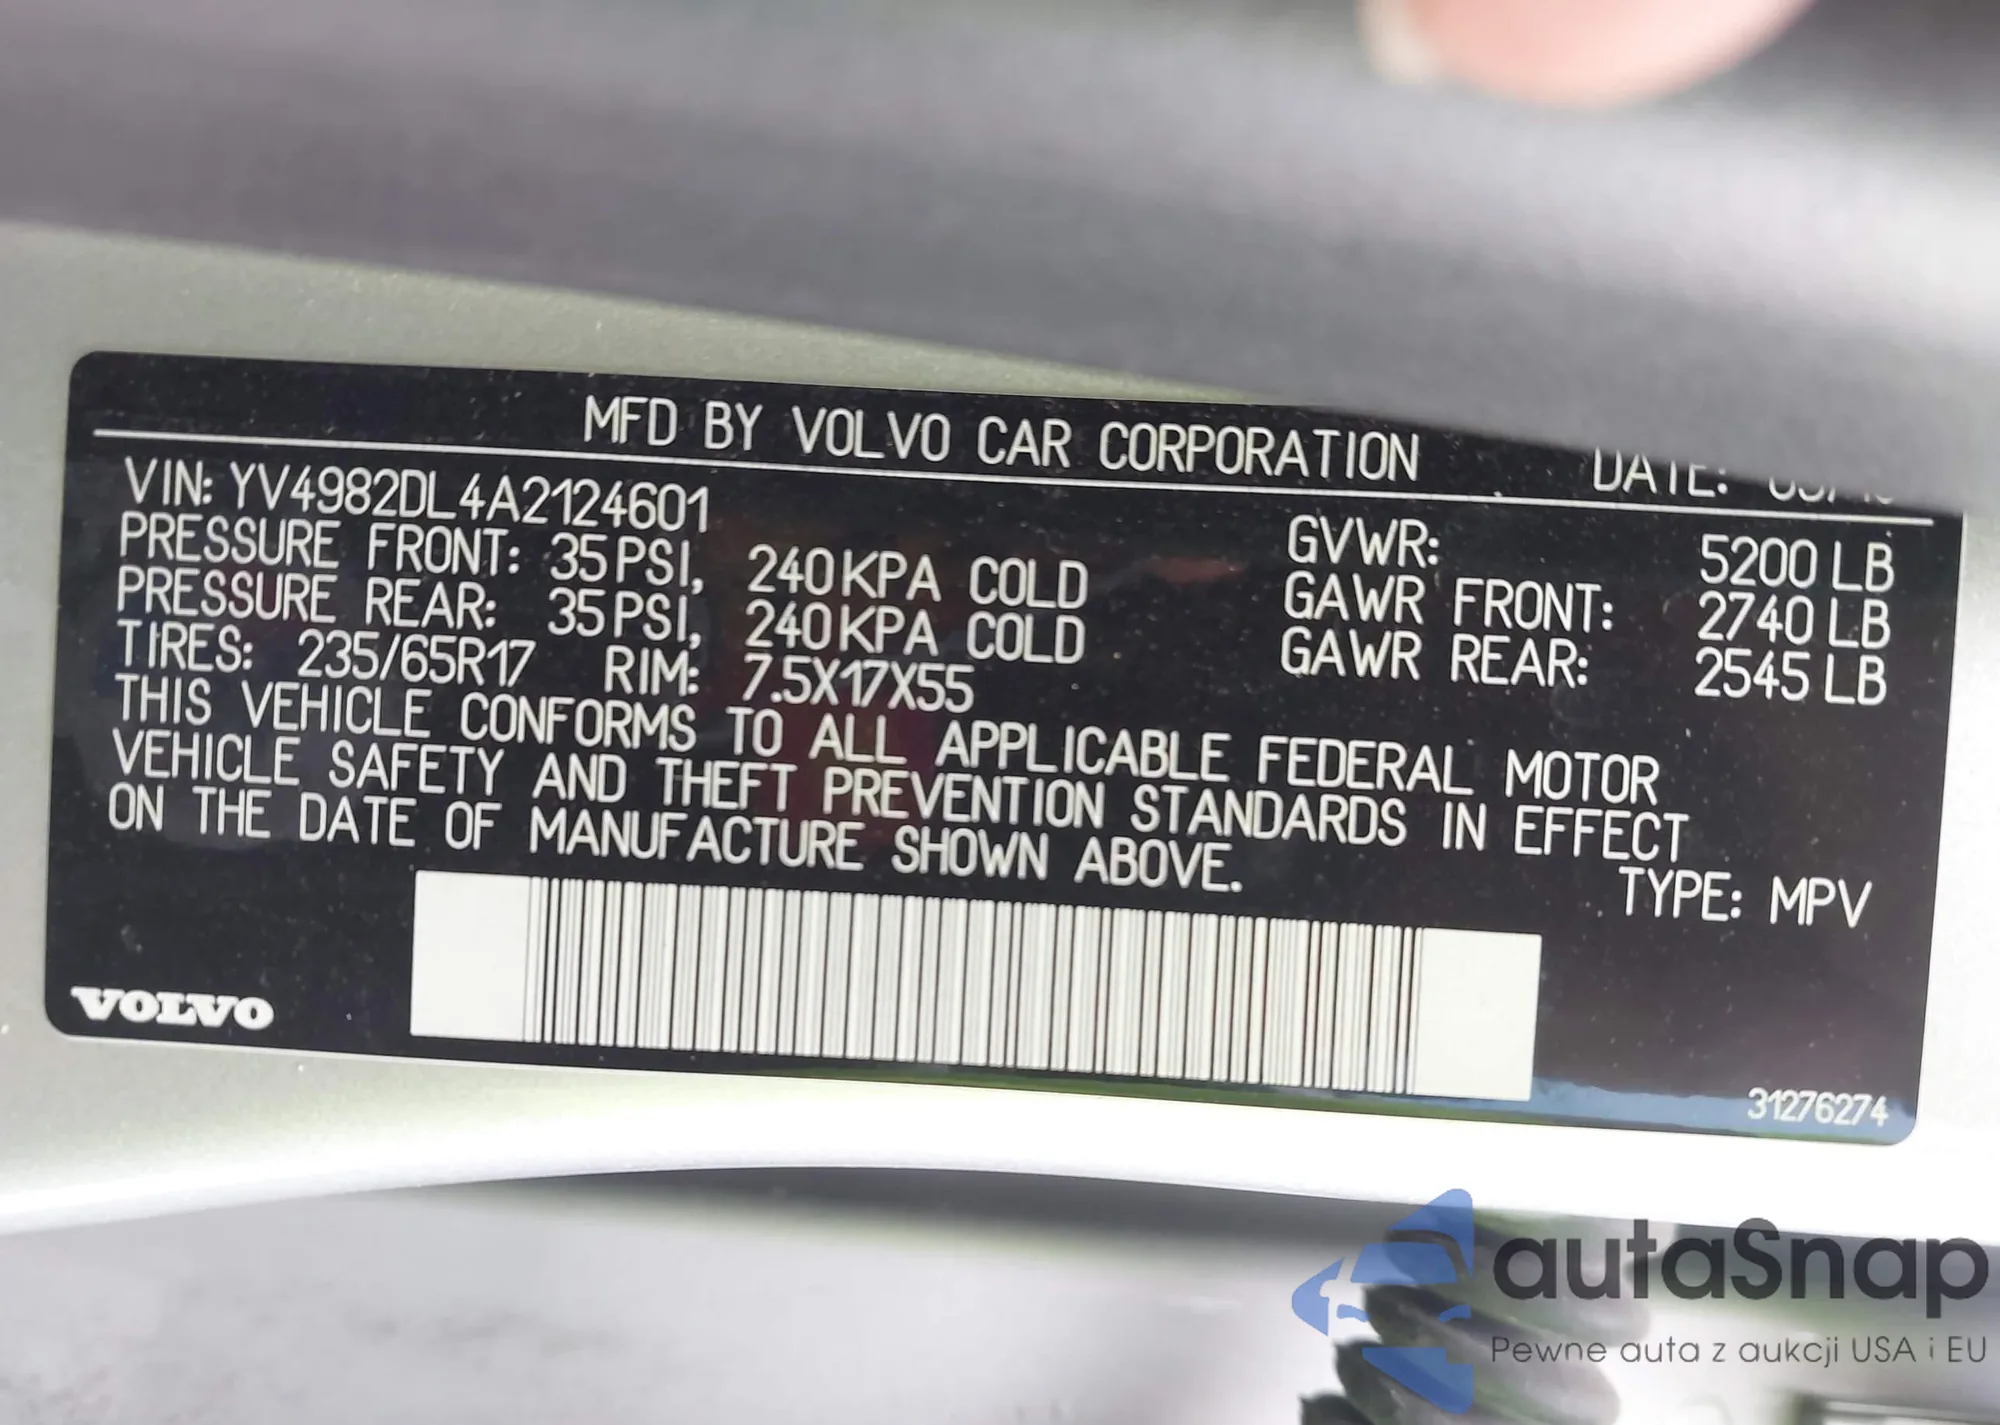 MFD BY VOLVO CAR CORPORATION DATE:
VIN: YV4982DL4A2124601
PRESSURE FRONT: 35 PSI, 240 KPA COLD
PRESSURE REAR: 35 PSI, 240 KPA COLD
TIRES: 235/65R17 RIM: 7.5X17X55
GVWR: 5200 LB
GAWR FRONT: 2740 LB
GAWR REAR: 2545 LB
THIS VEHICLE CONFORMS TO ALL APPLICABLE FEDERAL MOTOR
VEHICLE SAFETY AND THEFT PREVENTION STANDARDS IN EFFECT
ON THE DATE OF MANUFACTURE SHOWN ABOVE.
TYPE: MPV
VOLVO
31276274
autaSnap
Pewne auta z aukcji USA i EU